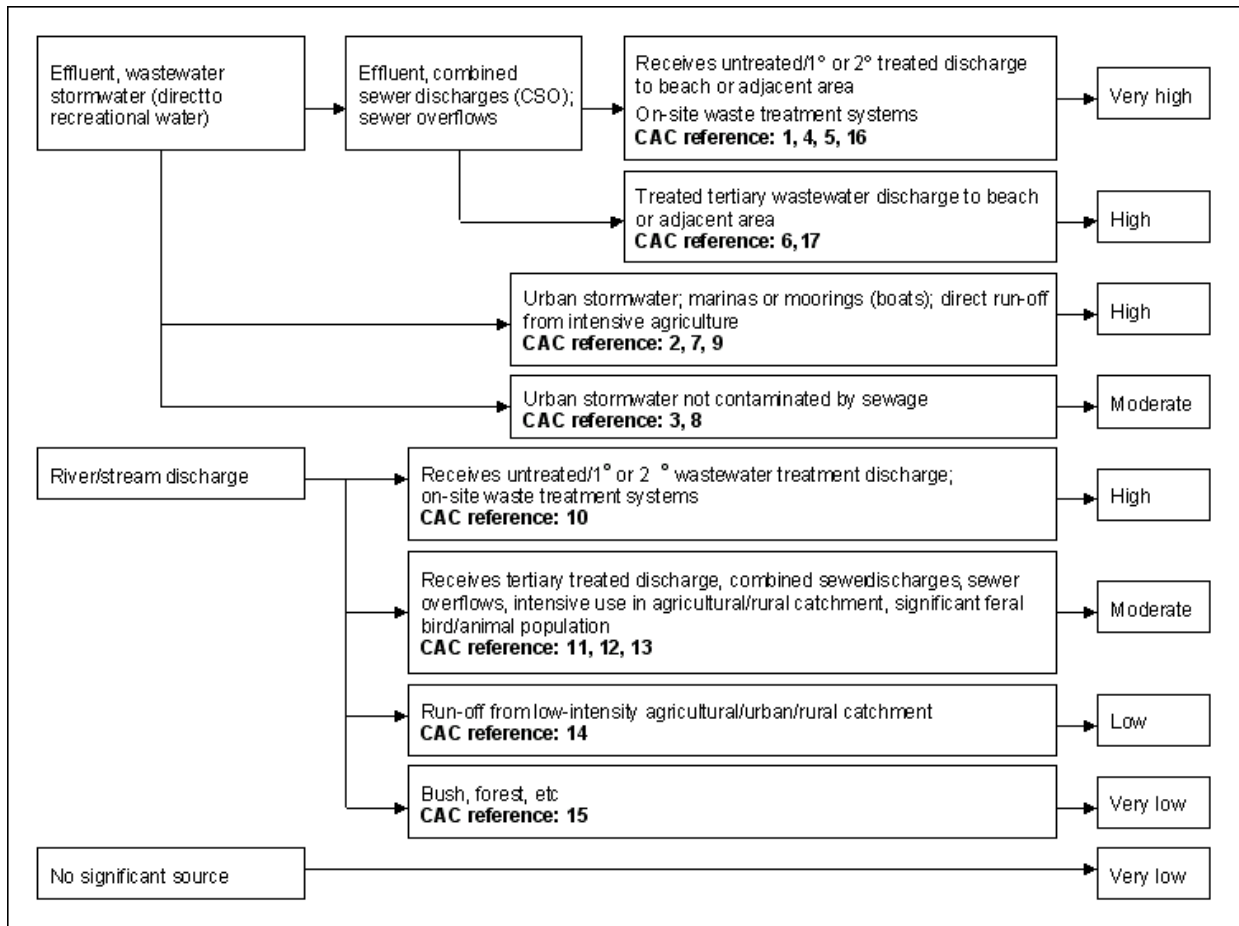 Effluent, wastewater
stormwater (directto
recreational water)
Effluent, combined
sewer discharges (CSO);
sewer overflows
Receives untreated/1° or 2° treated discharge
to beach or adjacent area
On-site waste treatment systems
CAC reference: 1, 4, 5, 16
Very high
Treated tertiary wastewater discharge to beach
or adjacent area
CAC reference: 6, 17
High
Urban stormwater; marinas or moorings (boats); direct run-off
from intensive agriculture
CAC reference: 2, 7, 9
High
Urban stormwater not contaminated by sewage
CAC reference: 3, 8
Moderate
River/stream discharge
Receives untreated/1° or 2 ° wastewater treatment discharge;
on-site waste treatment systems
CAC reference: 10
High
Receives tertiary treated discharge, combined sewerdischarges, sewer
overflows, intensive use in agricultural/rural catchment, significant feral
bird/animal population
CAC reference: 11, 12, 13
Moderate
Run-off from low-intensity agricultural/urban/rural catchment
CAC reference: 14
Low
Bush, forest, etc
CAC reference: 15
Very low
No significant source
Very low